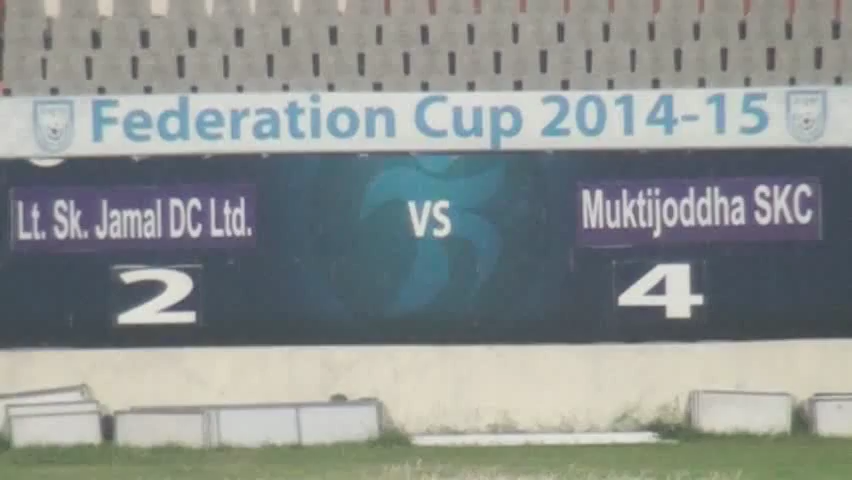 Federation Cup 2014-15
Lt. Sk. Jamal DC Ltd. VS Muktijoddha SKC
2 4